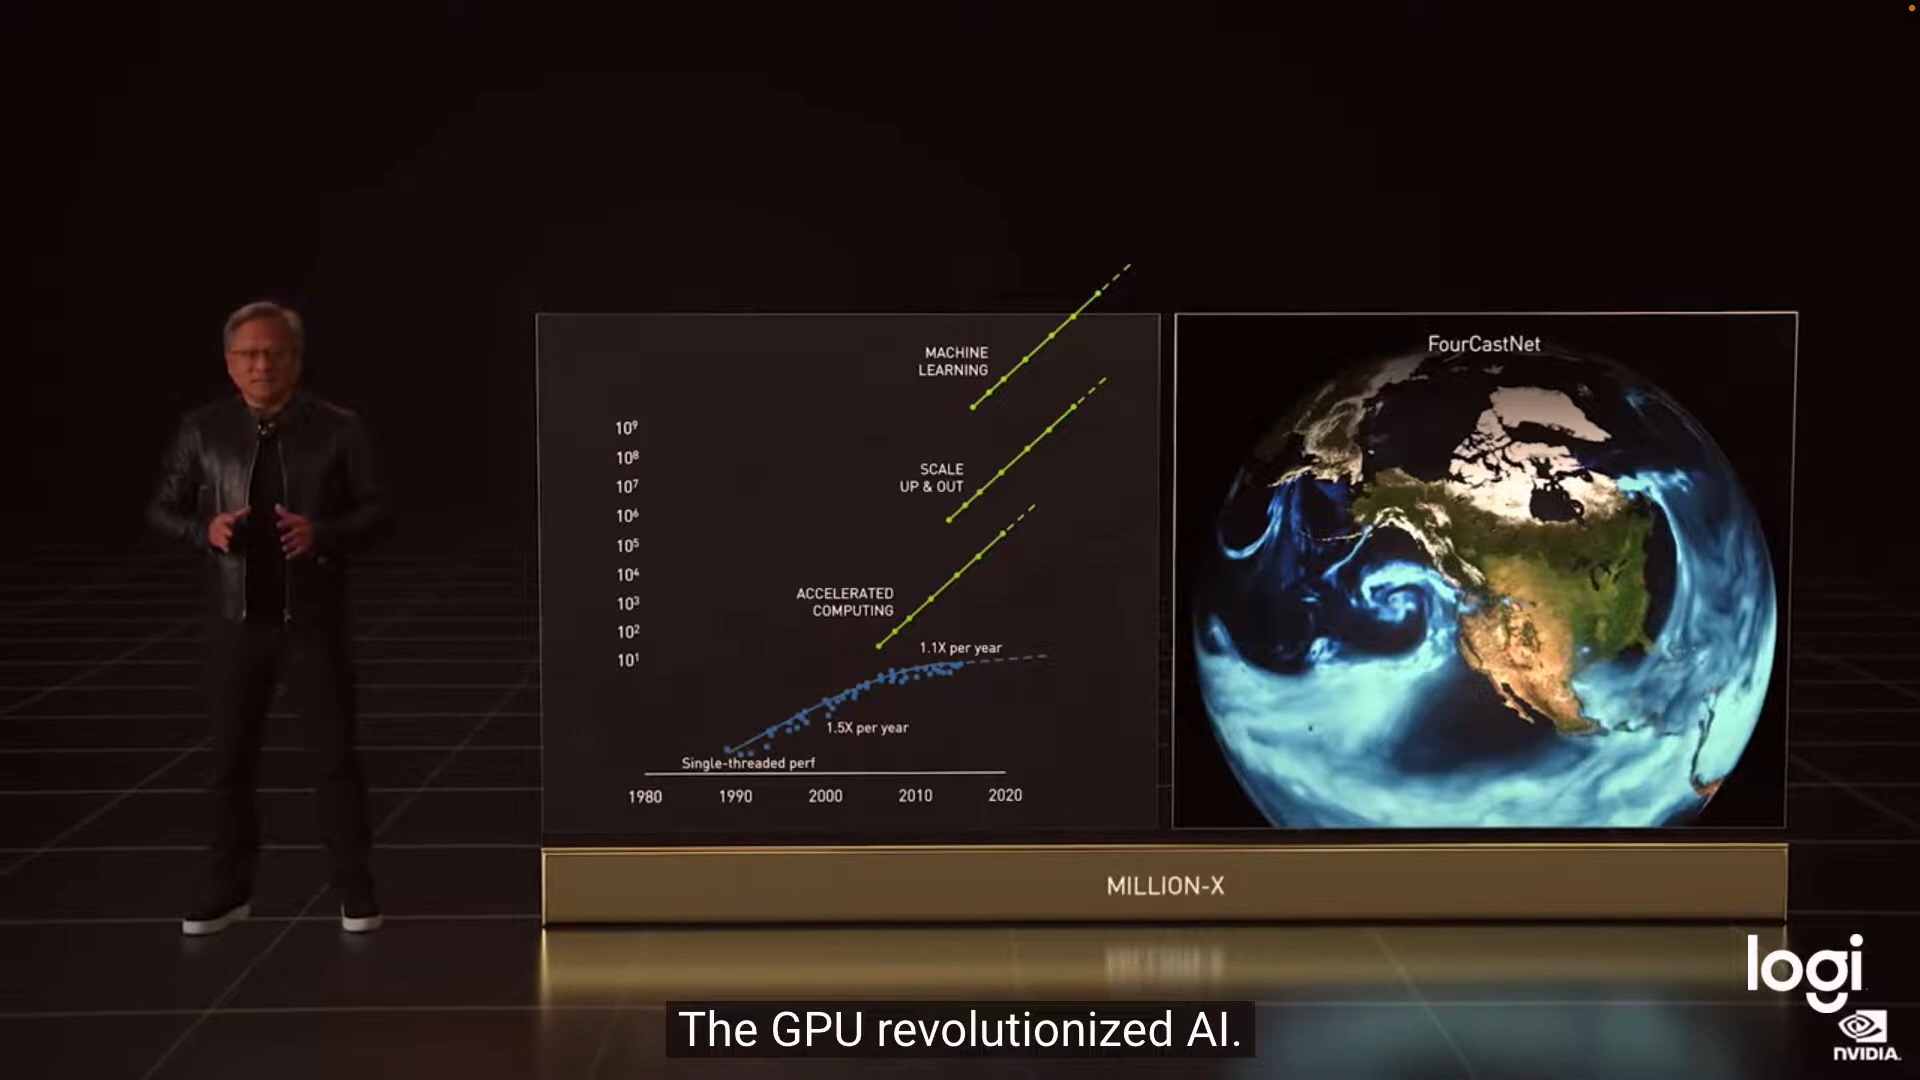 MACHINE
LEARNING
SCALE
UP & OUT
ACCELERATED
COMPUTING
10⁹
10⁸
10⁷
10⁶
10⁵
10⁴
10³
10²
10¹
1.1X per year
1.5X per year
Single-threaded perf
1980 1990 2000 2010 2020
FourCastNet
MILLION-X
The GPU revolutionized AI.
logi
NVIDIA.